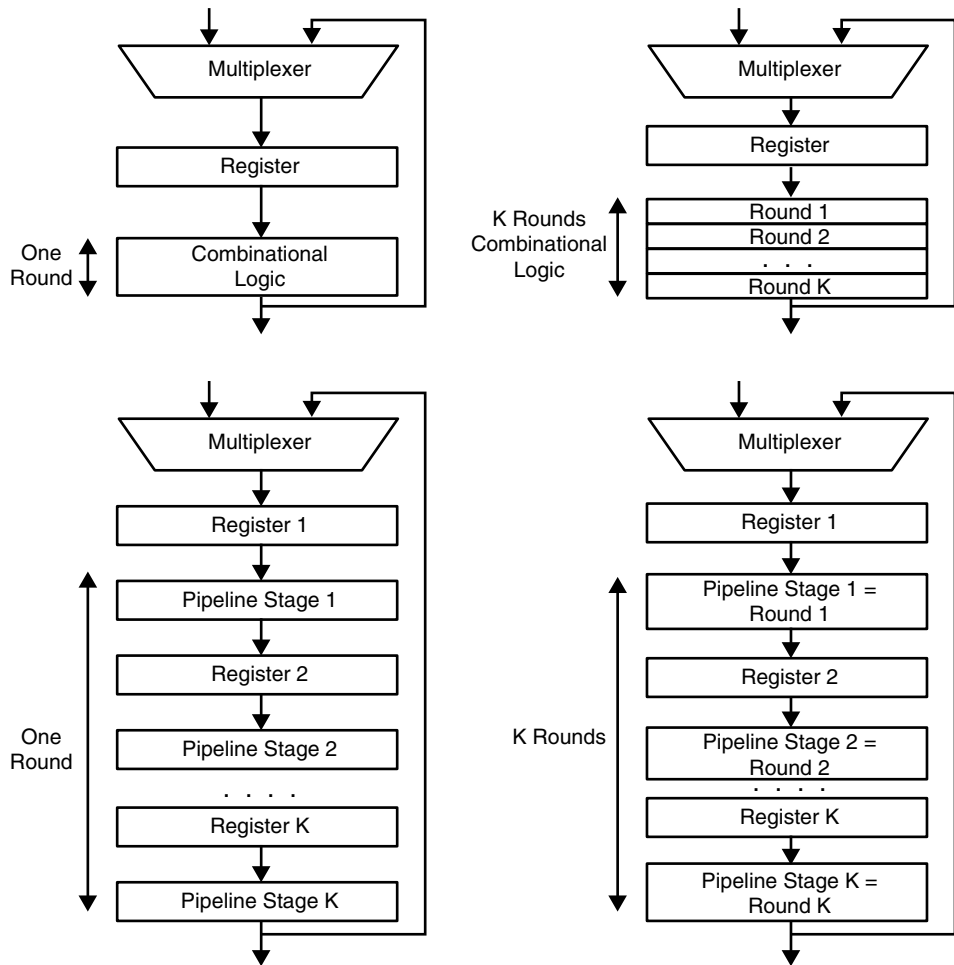 Multiplexer
Register
One
Round
Combinational
Logic
Multiplexer
Register
K Rounds
Combinational
Logic
Round 1
Round 2
. . .
Round K
Multiplexer
Register 1
Pipeline Stage 1
Register 2
One
Round
Pipeline Stage 2
. . . .
Register K
Pipeline Stage K
Multiplexer
Register 1
Pipeline Stage 1 =
Round 1
Register 2
K Rounds
Pipeline Stage 2 =
Round 2
. . . .
Register K
Pipeline Stage K =
Round K